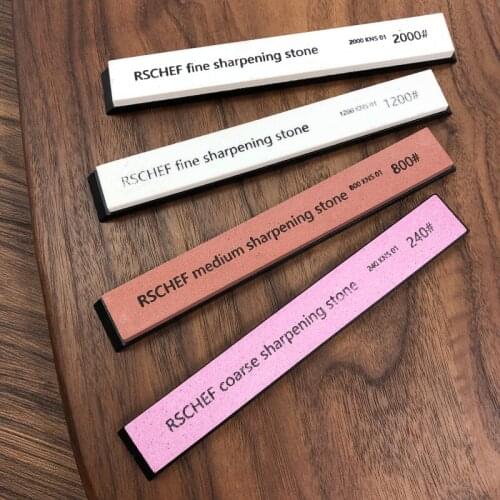 RSCHEF fine sharpening stone 2000 KNS 01 2000#
RSCHEF fine sharpening stone 1200 KNS 01 1200#
RSCHEF medium sharpening stone 800 KNS 01 800#
RSCHEF coarse sharpening stone 240 KNS 01 240#